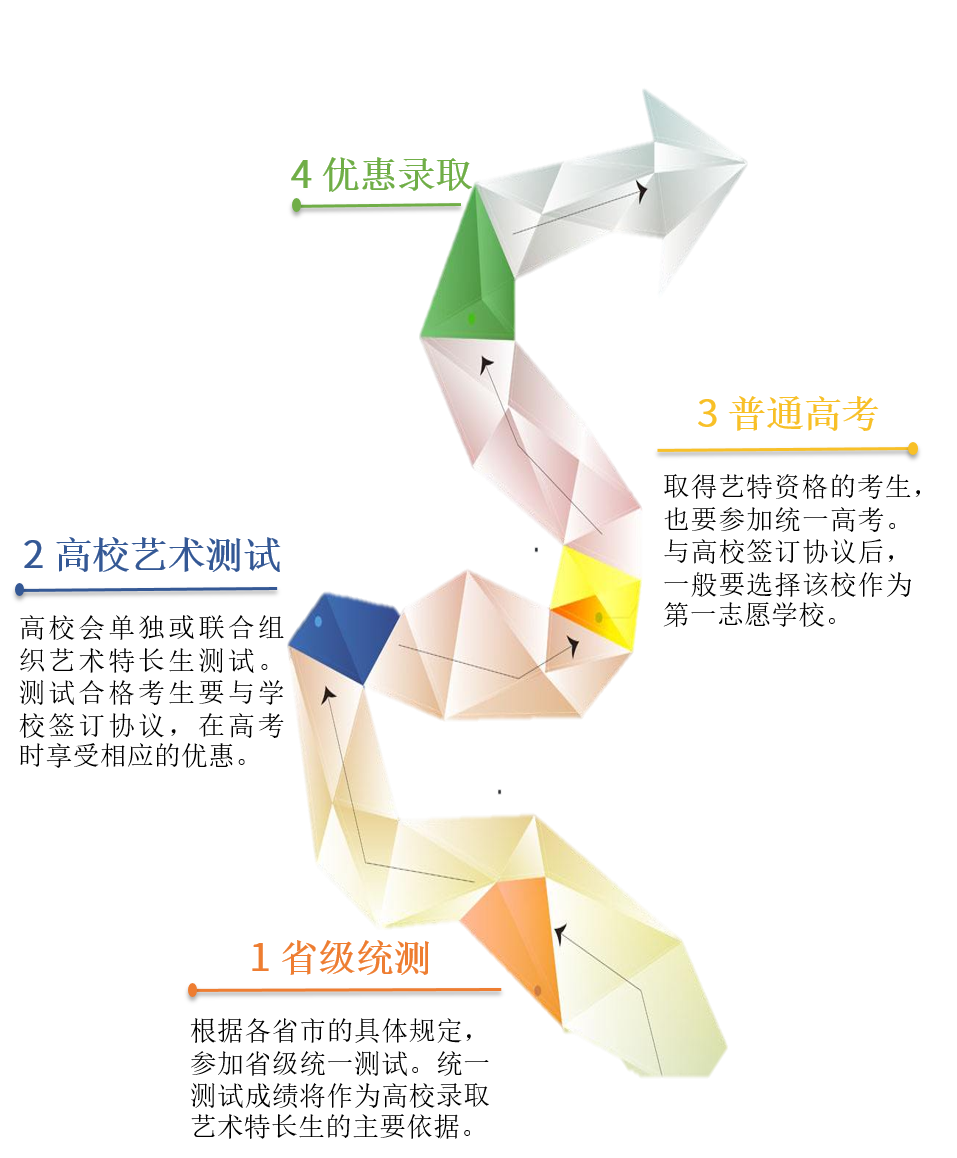 4 优惠录取
3 普通高考
取得艺特资格的考生，
也要参加统一高考。
与高校签订协议后，
一般要选择该校作为
第一志愿学校。
2 高校艺术测试
高校会单独或联合组
织艺术特长生测试。
测试合格考生要与学
校签订协议，在高考
时享受相应的优惠。
1 省级统测
根据各省市的具体规定，
参加省级统一测试。统一
测试成绩将作为高校录取
艺术特长生的主要依据。